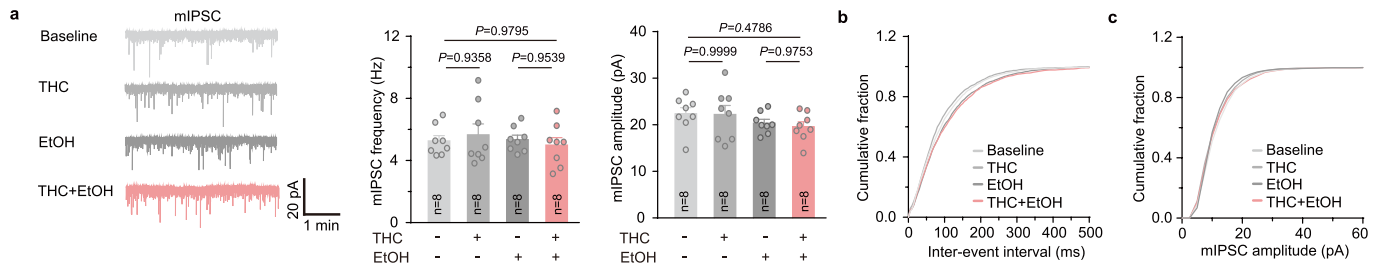 a
mIPSC
Baseline
THC
EtOH
THC+EtOH
20 pA
1 min
mIPSC frequency (Hz)
12
9
6
3
0
P=0.9795
P=0.9358
P=0.9539
n=8
n=8
n=8
n=8
THC - + - +
EtOH - - + +
mIPSC amplitude (pA)
40
30
20
10
0
P=0.4786
P=0.9999
P=0.9753
n=8
n=8
n=8
n=8
THC - + - +
EtOH - - + +
b
Cumulative fraction
1.2
0.8
0.4
0.0
Baseline
THC
EtOH
THC+EtOH
0 100 200 300 400 500
Inter-event interval (ms)
c
Cumulative fraction
1.2
0.8
0.4
0.0
Baseline
THC
EtOH
THC+EtOH
0 20 40 60
mIPSC amplitude (pA)